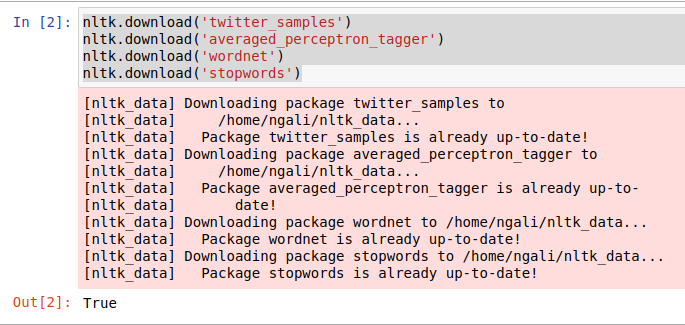 In [2]: nltk.download('twitter_samples')
nltk.download('averaged_perceptron_tagger')
nltk.download('wordnet')
nltk.download('stopwords')
[nltk_data] Downloading package twitter_samples to
[nltk_data]     /home/ngali/nltk_data...
[nltk_data]   Package twitter_samples is already up-to-date!
[nltk_data] Downloading package averaged_perceptron_tagger to
[nltk_data]     /home/ngali/nltk_data...
[nltk_data]   Package averaged_perceptron_tagger is already up-to-
[nltk_data]       date!
[nltk_data] Downloading package wordnet to /home/ngali/nltk_data...
[nltk_data]   Package wordnet is already up-to-date!
[nltk_data] Downloading package stopwords to /home/ngali/nltk_data...
[nltk_data]   Package stopwords is already up-to-date!
Out[2]: True